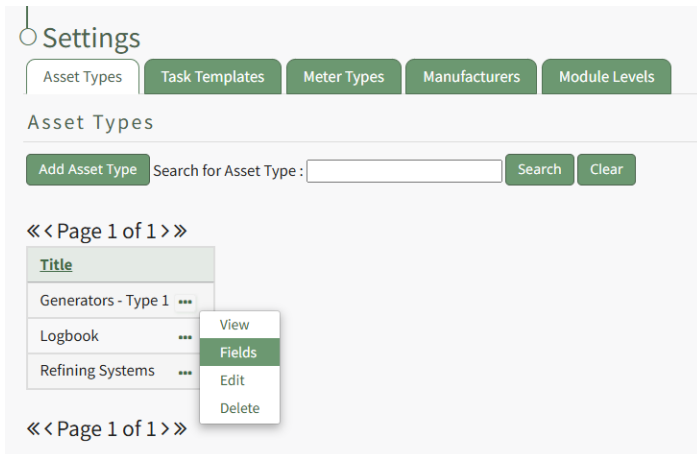 Settings
Asset Types Task Templates Meter Types Manufacturers Module Levels
Asset Types
Add Asset Type Search for Asset Type : Search Clear
«‹ Page 1 of 1 ›»
Title
Generators - Type 1 •••
View
Logbook •••
Fields
Refining Systems •••
Edit
Delete
«‹ Page 1 of 1 ›»